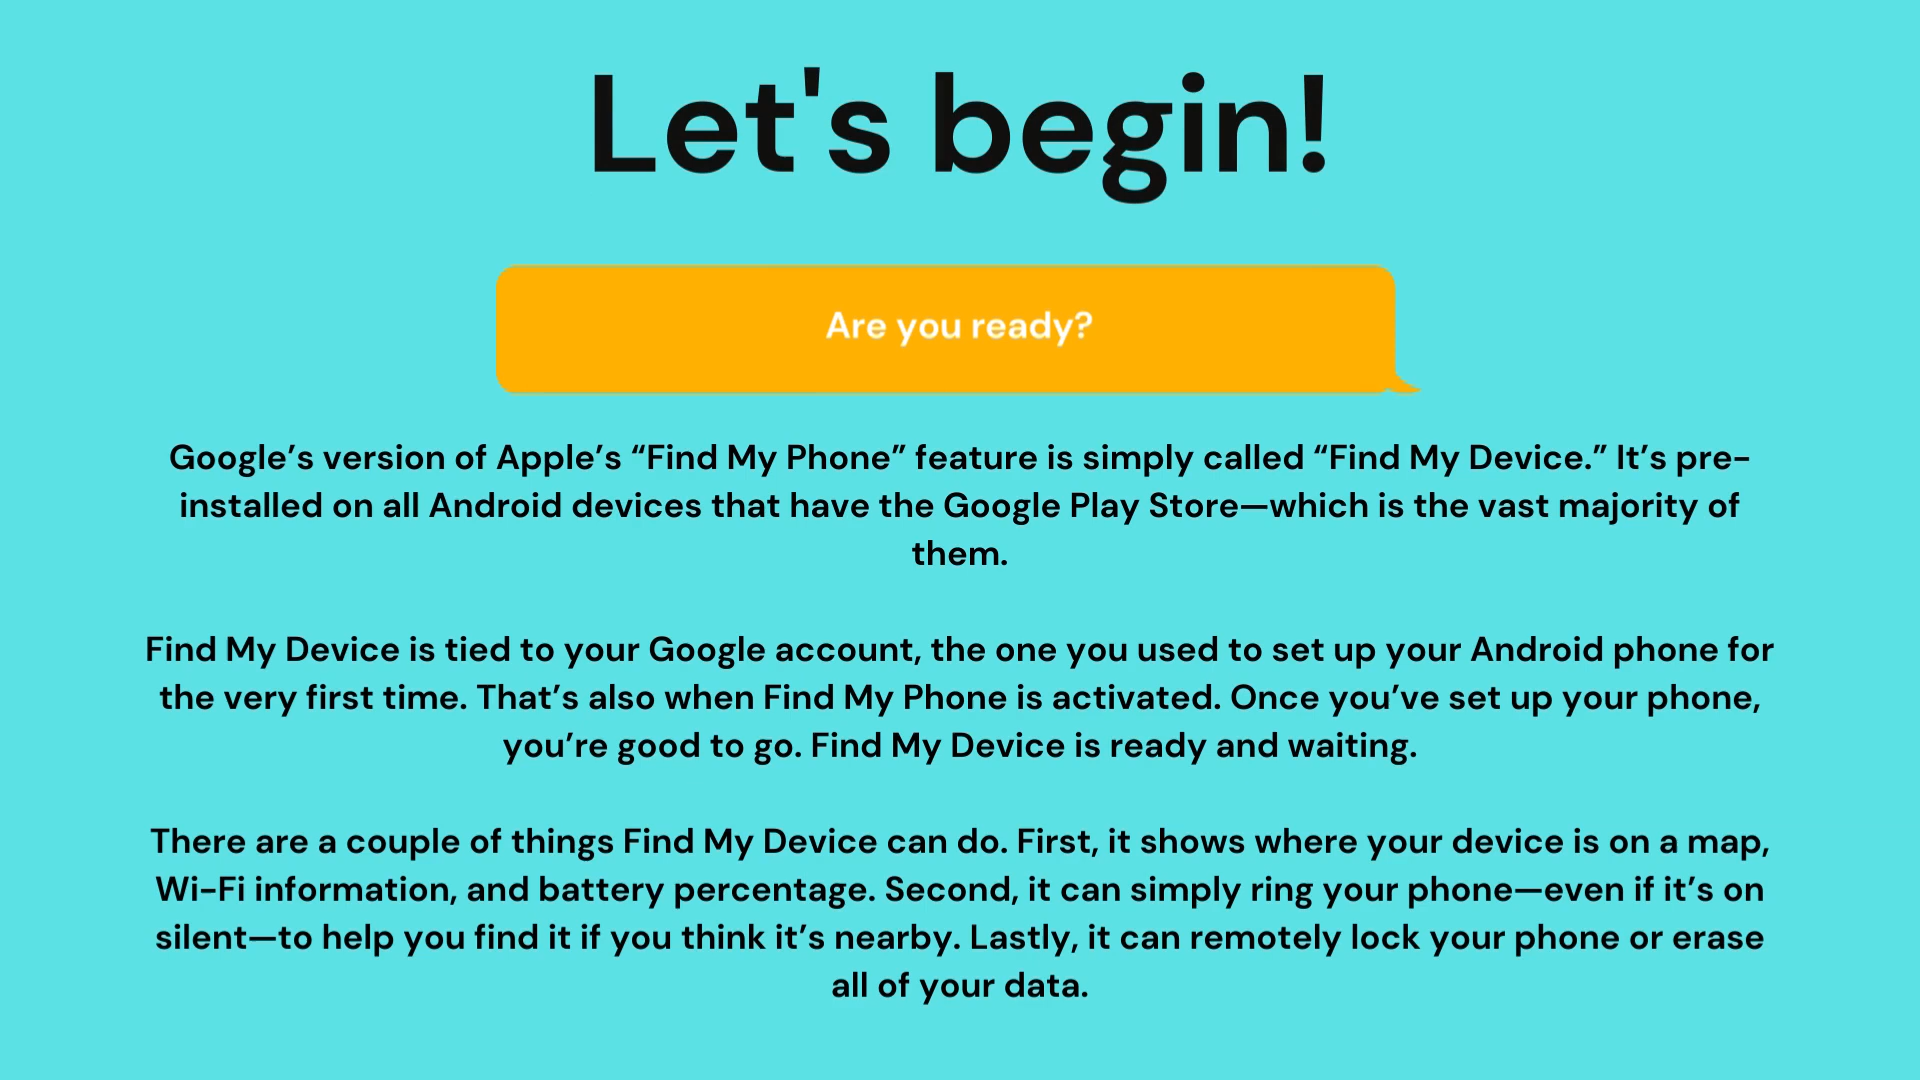 Let's begin!
Are you ready?
Google’s version of Apple’s “Find My Phone” feature is simply called “Find My Device.” It’s pre-
installed on all Android devices that have the Google Play Store—which is the vast majority of
them.
Find My Device is tied to your Google account, the one you used to set up your Android phone for
the very first time. That’s also when Find My Phone is activated. Once you’ve set up your phone,
you’re good to go. Find My Device is ready and waiting.
There are a couple of things Find My Device can do. First, it shows where your device is on a map,
Wi-Fi information, and battery percentage. Second, it can simply ring your phone—even if it’s on
silent—to help you find it if you think it’s nearby. Lastly, it can remotely lock your phone or erase
all of your data.